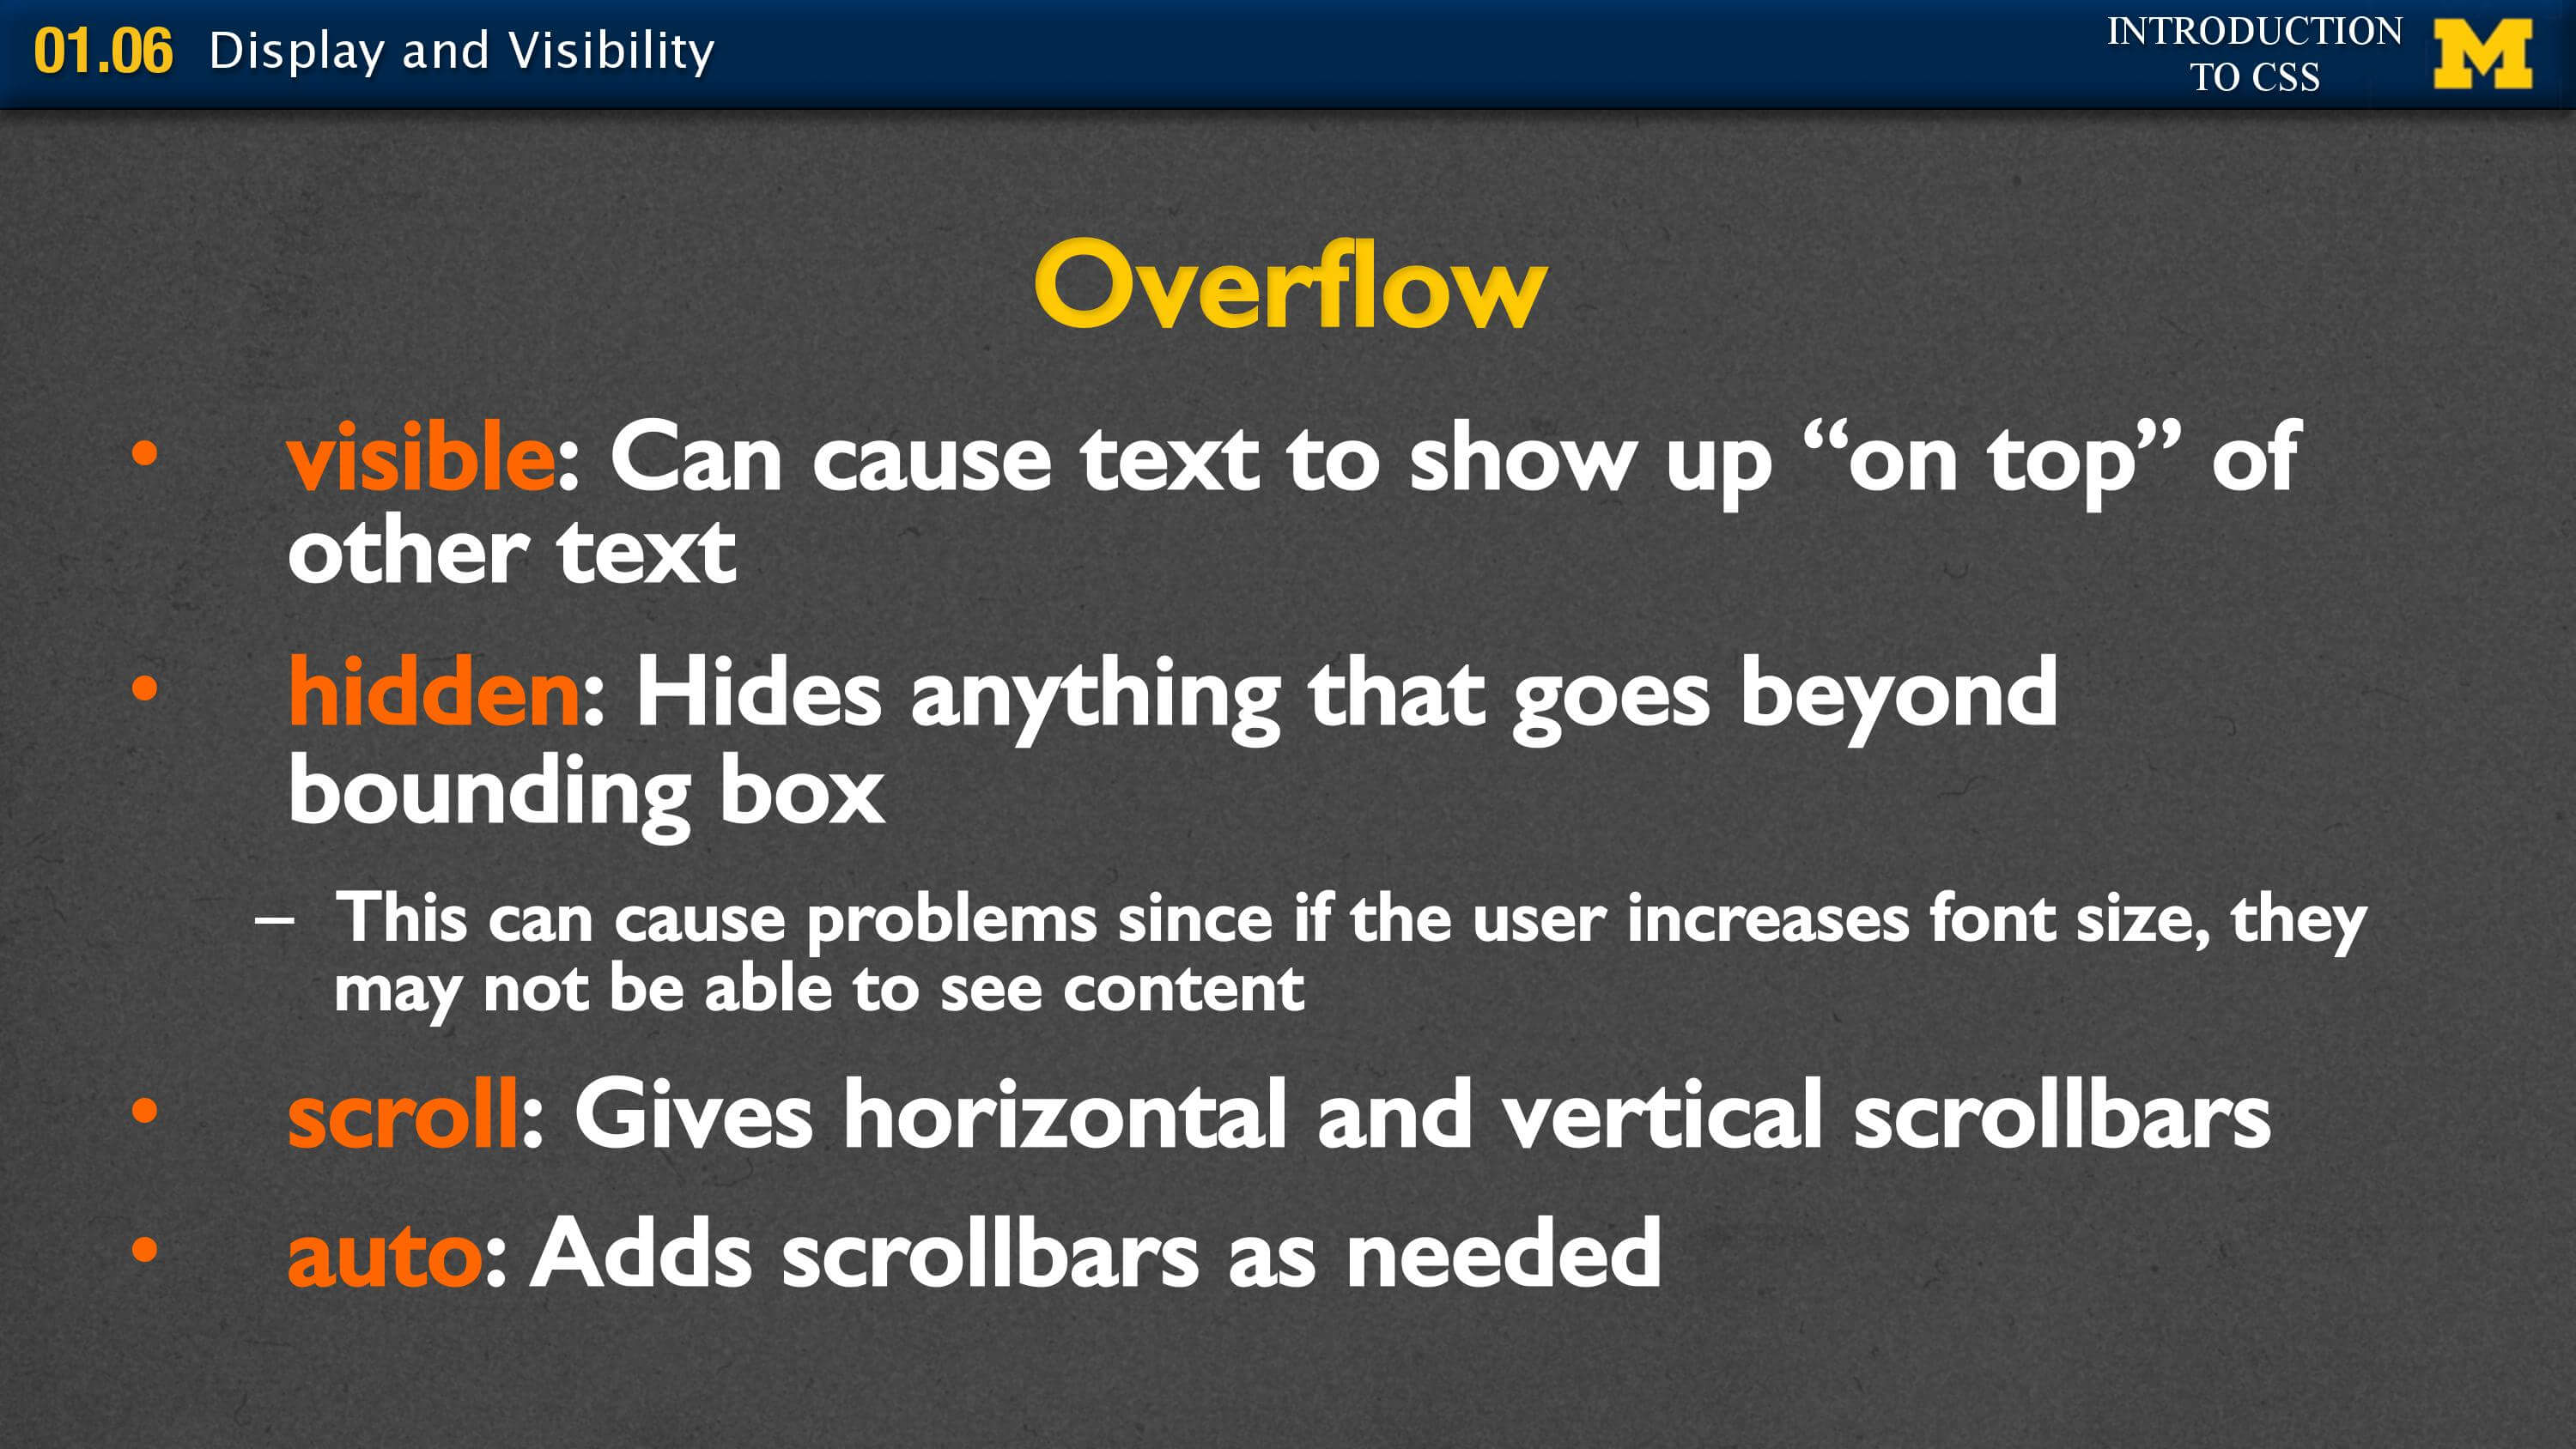 01.06 Display and Visibility
INTRODUCTION
TO CSS
M
Overflow
• visible: Can cause text to show up “on top” of
other text
• hidden: Hides anything that goes beyond
bounding box
– This can cause problems since if the user increases font size, they
may not be able to see content
• scroll: Gives horizontal and vertical scrollbars
• auto: Adds scrollbars as needed